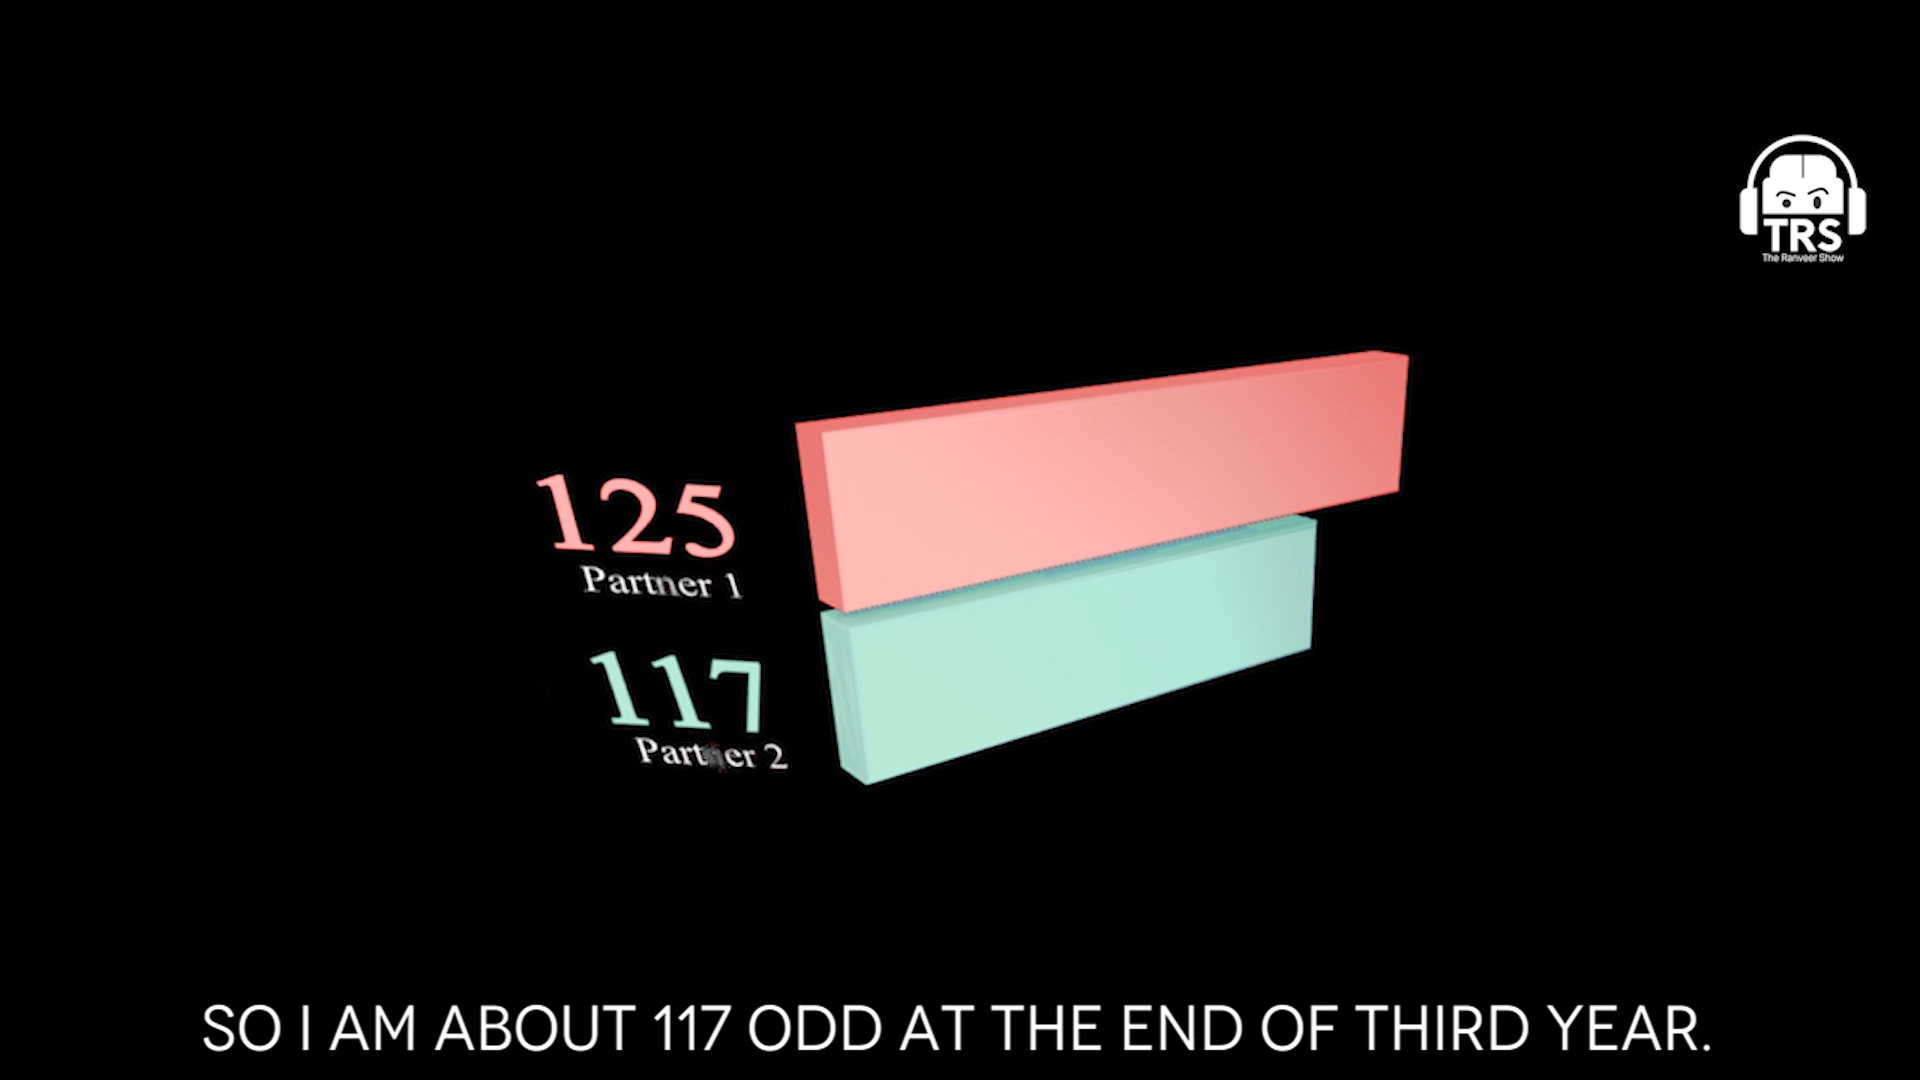 TRS
The Ranveer Show
125
Partner 1
117
Partner 2
SO I AM ABOUT 117 ODD AT THE END OF THIRD YEAR.